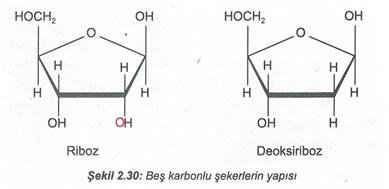 HOCH₂ OH HOCH₂ OH
O O
H H H H H H H H
OH OH OH H
Riboz Deoksiriboz
Şekil 2.30: Beş karbonlu şekerlerin yapısı